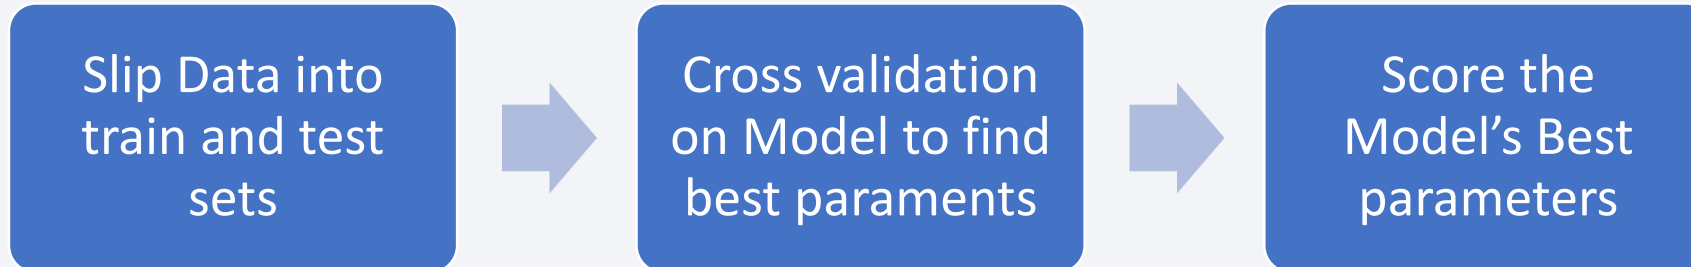 Slip Data into
train and test
sets
Cross validation
on Model to find
best paraments
Score the
Model’s Best
parameters